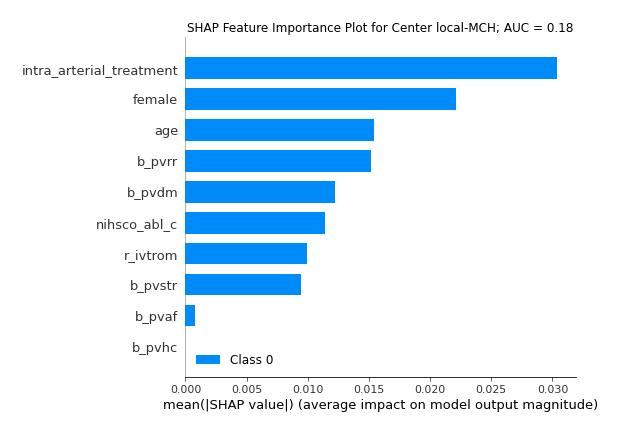 SHAP Feature Importance Plot for Center local-MCH; AUC = 0.18
intra_arterial_treatment
female
age
b_pvrr
b_pvdm
nihsco_abl_c
r_ivtrom
b_pvstr
b_pvaf
b_pvhc
Class 0
0.000 0.005 0.010 0.015 0.020 0.025 0.030
mean(|SHAP value|) (average impact on model output magnitude)